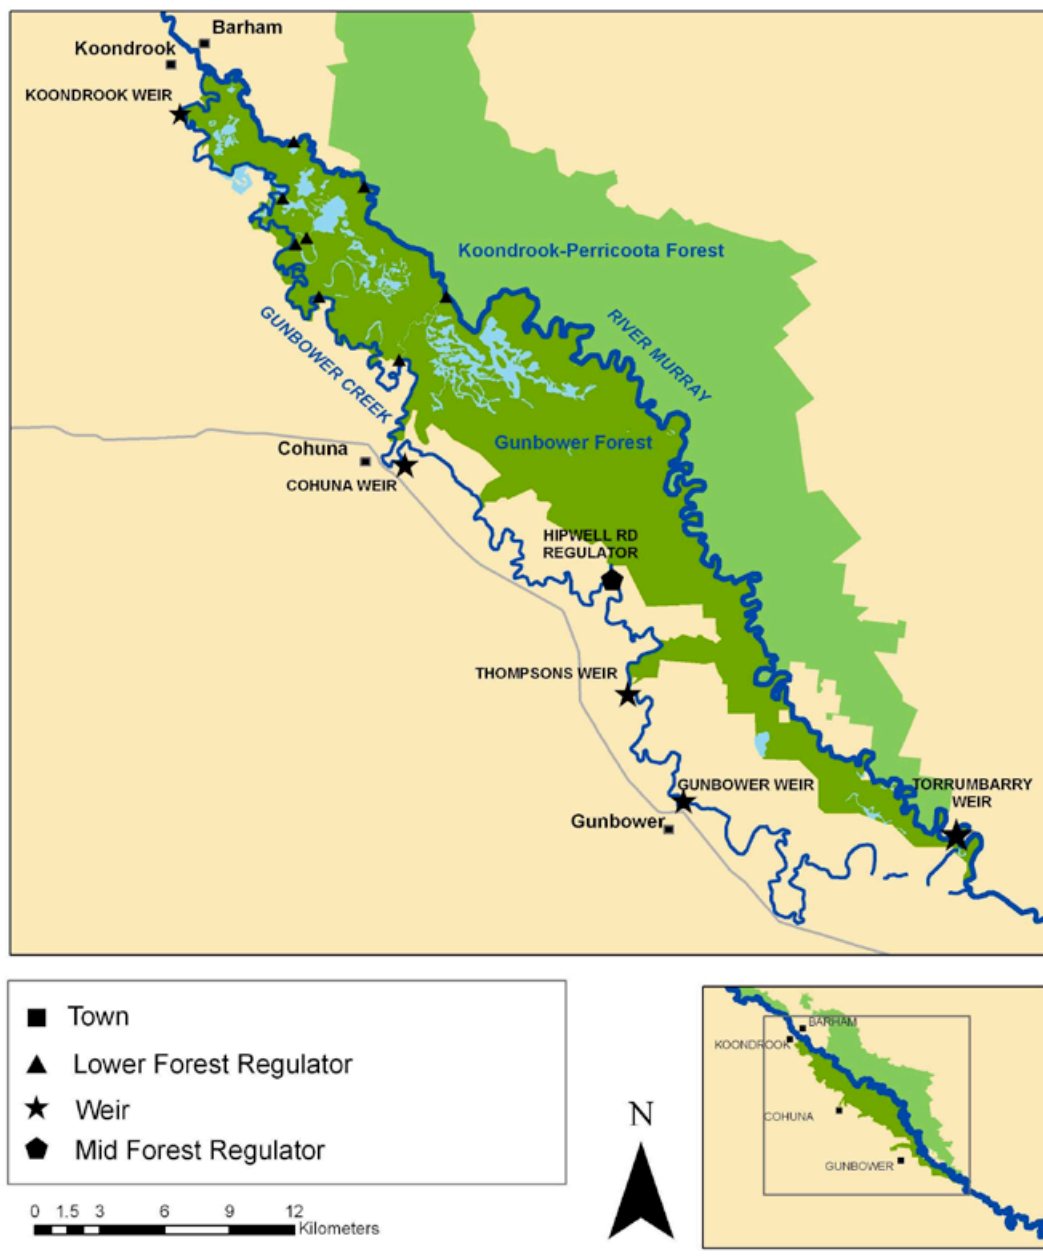 Barham
Koondrook
KOONDROOK WEIR
Koondrook-Perricoota Forest
RIVER MURRAY
GUNBOWER CREEK
Gunbower Forest
Cohuna
COHUNA WEIR
HIPWELL RD
REGULATOR
THOMPSONS WEIR
GUNBOWER WEIR
TORRUMBARRY
WEIR
Gunbower
Town
Lower Forest Regulator
Weir
Mid Forest Regulator
0 1.5 3 6 9 12
Kilometers
N
BARHAM
KOONDROOK
COHUNA
GUNBOWER